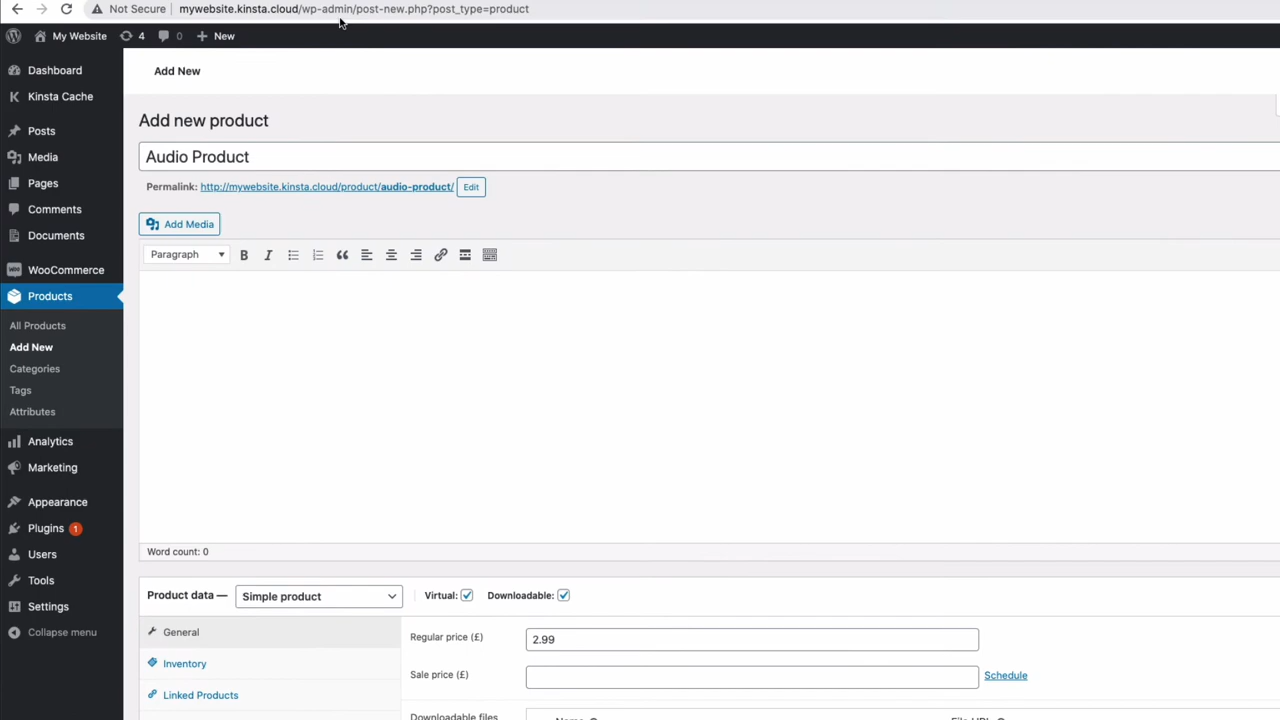 Not Secure mywebsite.kinsta.cloud/wp-admin/post-new.php?post_type=product
My Website 4 0 New
Dashboard
Kinsta Cache
Posts
Media
Pages
Comments
Documents
WooCommerce
Products
All Products
Add New
Categories
Tags
Attributes
Analytics
Marketing
Appearance
Plugins 1
Users
Tools
Settings
Collapse menu
Add New
Add new product
Audio Product
Permalink: http://mywebsite.kinsta.cloud/product/audio-product/ Edit
Add Media
Paragraph B I
Word count: 0
Product data — Simple product Virtual: Downloadable:
General
Inventory
Linked Products
Regular price (£) 2.99
Sale price (£) Schedule
Downloadable files Name File URL